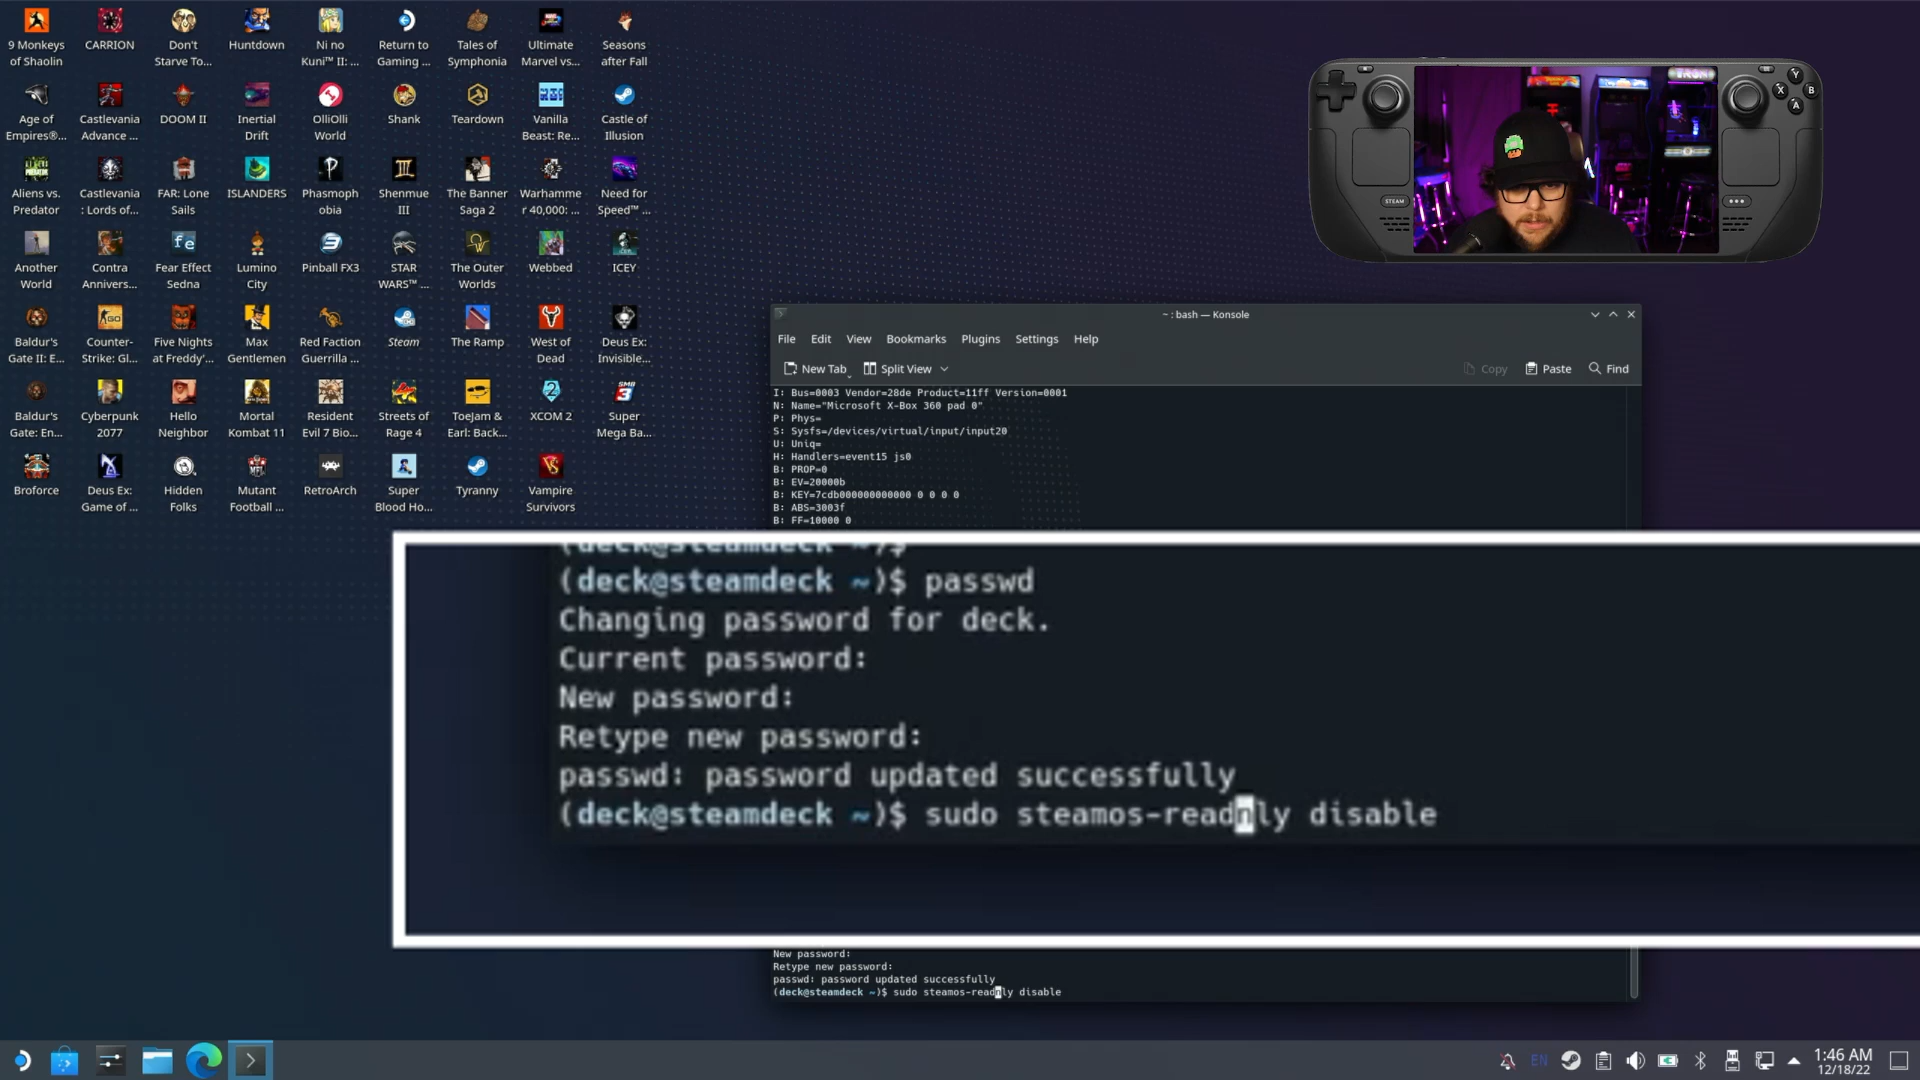 9 Monkeys
of Shaolin
CARRION
Don't
Starve To...
Huntdown
Ni no
Kuni™ II: ...
Return to
Gaming ...
Tales of
Symphonia
Ultimate
Marvel vs...
Seasons
after Fall
Age of
Empires®...
Castlevania
Advance ...
DOOM II
Inertial
Drift
OlliOlli
World
Shank
Teardown
Vanilla
Beast: Re...
Castle of
Illusion
Aliens vs.
Predator
Castlevania
: Lords of...
FAR: Lone
Sails
ISLANDERS
Phasmoph
obia
Shenmue
III
The Banner
Saga 2
Warhamme
r 40,000: ...
Need for
Speed™ ...
Another
World
Contra
Annivers...
Fear Effect
Sedna
Lumino
City
Pinball FX3
STAR
WARS™ ...
The Outer
Worlds
Webbed
ICEY
Baldur's
Gate II: E...
Counter-
Strike: Gl...
Five Nights
at Freddy'...
Max
Gentlemen
Red Faction
Guerrilla ...
Steam
The Ramp
West of
Dead
Deus Ex:
Invisible...
Baldur's
Gate: En...
Cyberpunk
2077
Hello
Neighbor
Mortal
Kombat 11
Resident
Evil 7 Bio...
Streets of
Rage 4
ToeJam &
Earl: Back...
XCOM 2
Super
Mega Ba...
Broforce
Deus Ex:
Game of ...
Hidden
Folks
Mutant
Football ...
RetroArch
Super
Blood Ho...
Tyranny
Vampire
Survivors
TRON
Y
X B
A
STEAM
~ : bash — Konsole
File Edit View Bookmarks Plugins Settings Help
New Tab Split View Copy Paste Find
I: Bus=0003 Vendor=28de Product=11ff Version=0001
N: Name="Microsoft X-Box 360 pad 0"
P: Phys=
S: Sysfs=/devices/virtual/input/input20
U: Uniq=
H: Handlers=event15 js0
B: PROP=0
B: EV=20000b
B: KEY=7cdb000000000000 0 0 0 0
B: ABS=3003f
B: FF=10000 0
(deck@steamdeck ~)$
(deck@steamdeck ~)$ passwd
Changing password for deck.
Current password:
New password:
Retype new password:
passwd: password updated successfully
(deck@steamdeck ~)$ sudo steamos-readnly disable
New password:
Retype new password:
passwd: password updated successfully
(deck@steamdeck ~)$ sudo steamos-readnly disable
EN
1:46 AM
12/18/22